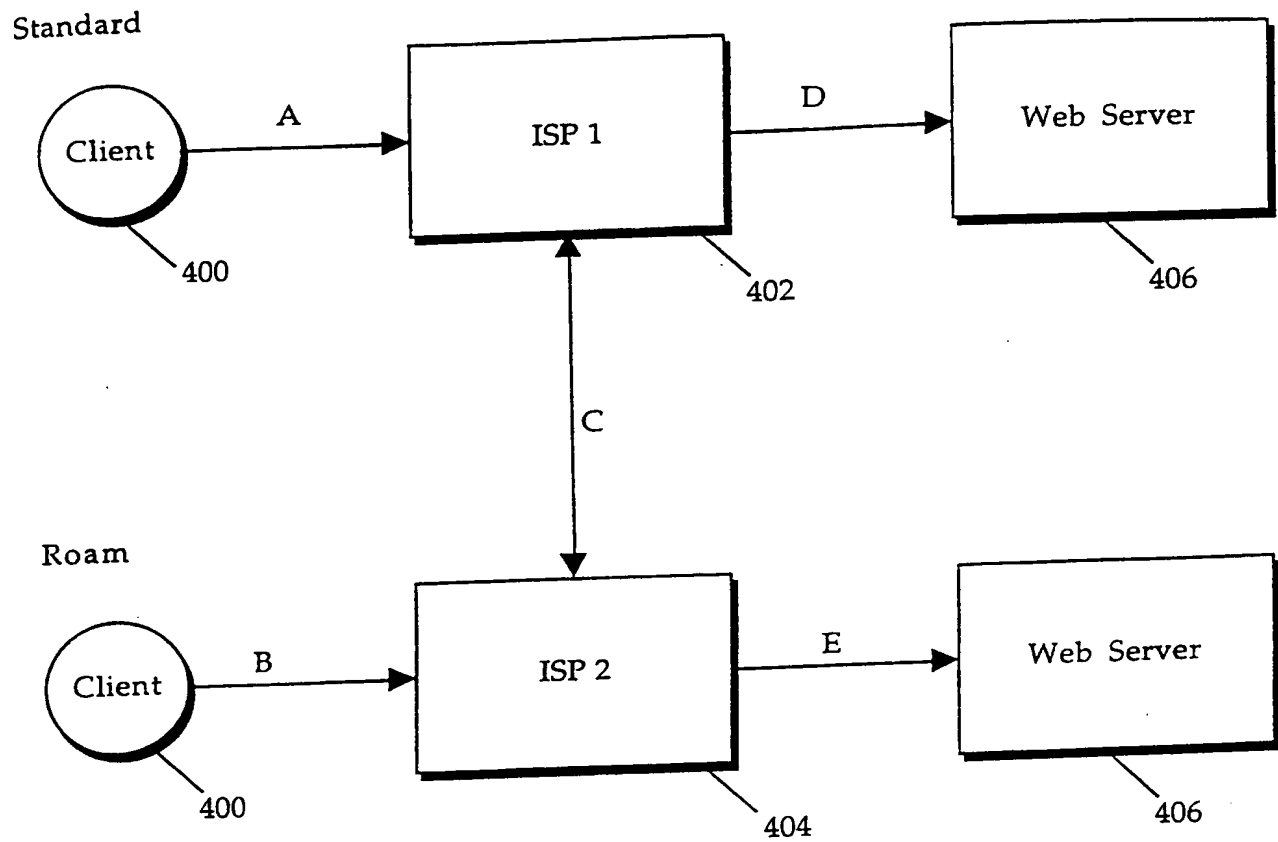 Standard
Client
A
ISP 1
D
Web Server
400
402
406
C
Roam
Client
B
ISP 2
E
Web Server
400
404
406